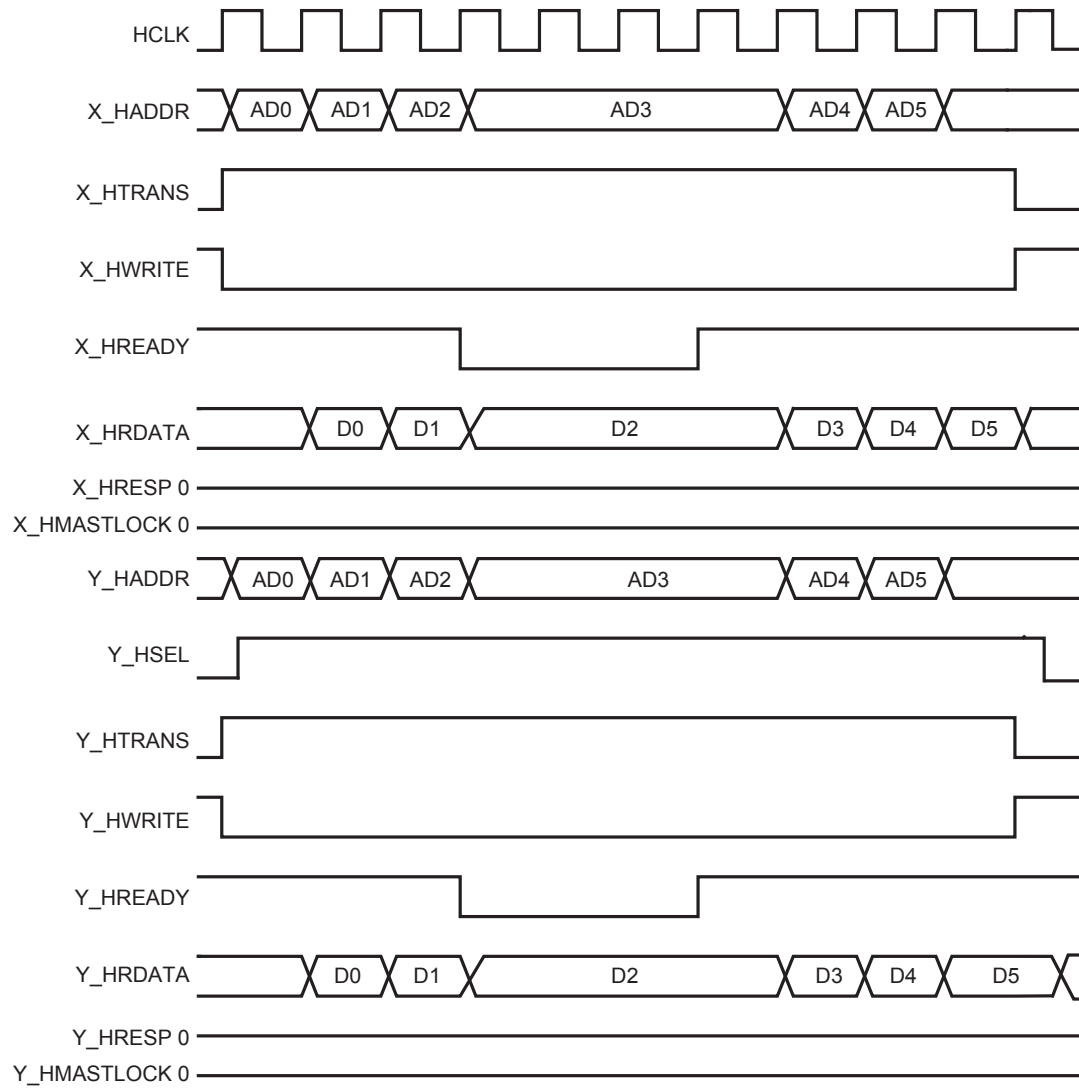 HCLK
X_HADDR AD0 AD1 AD2 AD3 AD4 AD5
X_HTRANS
X_HWRITE
X_HREADY
X_HRDATA D0 D1 D2 D3 D4 D5
X_HRESP 0
X_HMASTLOCK 0
Y_HADDR AD0 AD1 AD2 AD3 AD4 AD5
Y_HSEL
Y_HTRANS
Y_HWRITE
Y_HREADY
Y_HRDATA D0 D1 D2 D3 D4 D5
Y_HRESP 0
Y_HMASTLOCK 0